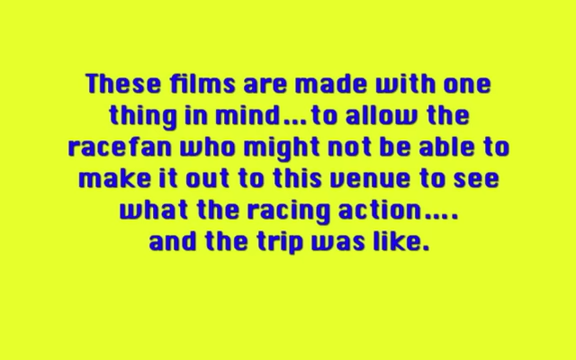 These films are made with one
thing in mind...to allow the
racefan who might not be able to
make it out to this venue to see
what the racing action....
and the trip was like.